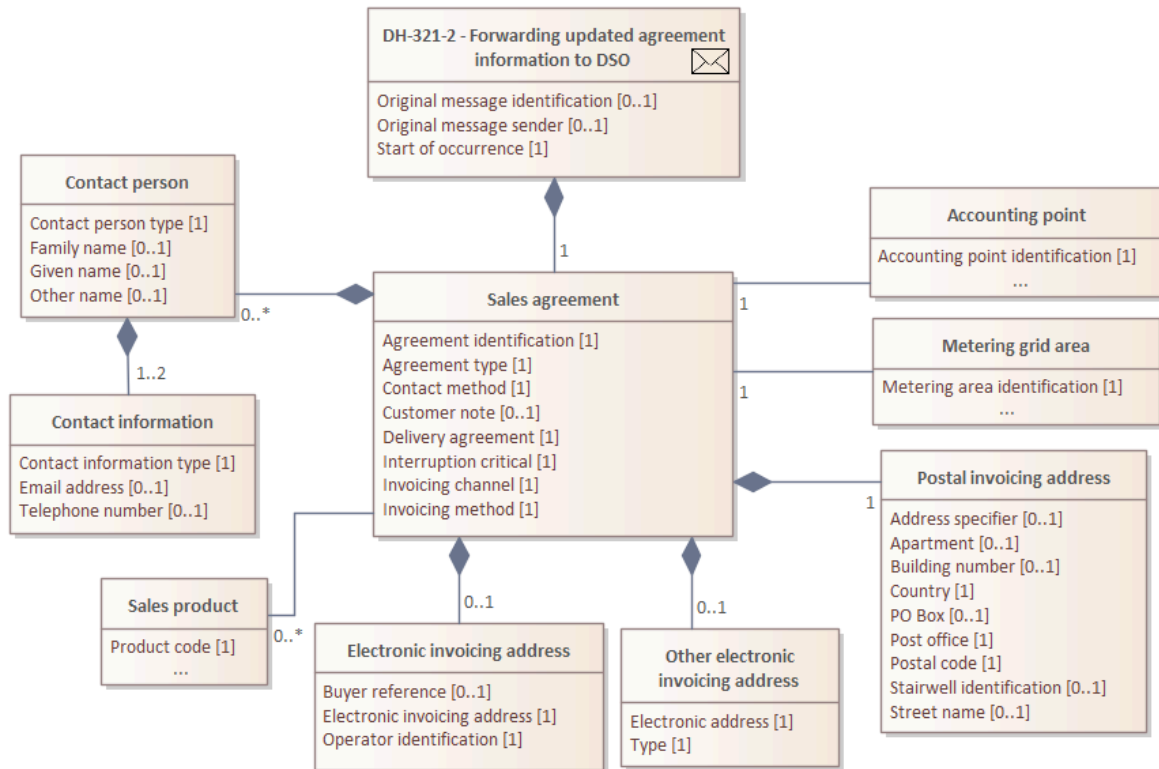 DH-321-2 - Forwarding updated agreement
information to DSO
Original message identification [0..1]
Original message sender [0..1]
Start of occurrence [1]
1
Contact person
Contact person type [1]
Family name [0..1]
Given name [0..1]
Other name [0..1]
0..*
1..2
Contact information
Contact information type [1]
Email address [0..1]
Telephone number [0..1]
Sales agreement
Agreement identification [1]
Agreement type [1]
Contact method [1]
Customer note [0..1]
Delivery agreement [1]
Interruption critical [1]
Invoicing channel [1]
Invoicing method [1]
Accounting point
Accounting point identification [1]
...
1
Metering grid area
Metering area identification [1]
...
1
Postal invoicing address
Address specifier [0..1]
Apartment [0..1]
Building number [0..1]
Country [1]
PO Box [0..1]
Post office [1]
Postal code [1]
Stairwell identification [0..1]
Street name [0..1]
1
Sales product
Product code [1]
...
0..*
0..1
Electronic invoicing address
Buyer reference [0..1]
Electronic invoicing address [1]
Operator identification [1]
0..1
Other electronic
invoicing address
Electronic address [1]
Type [1]